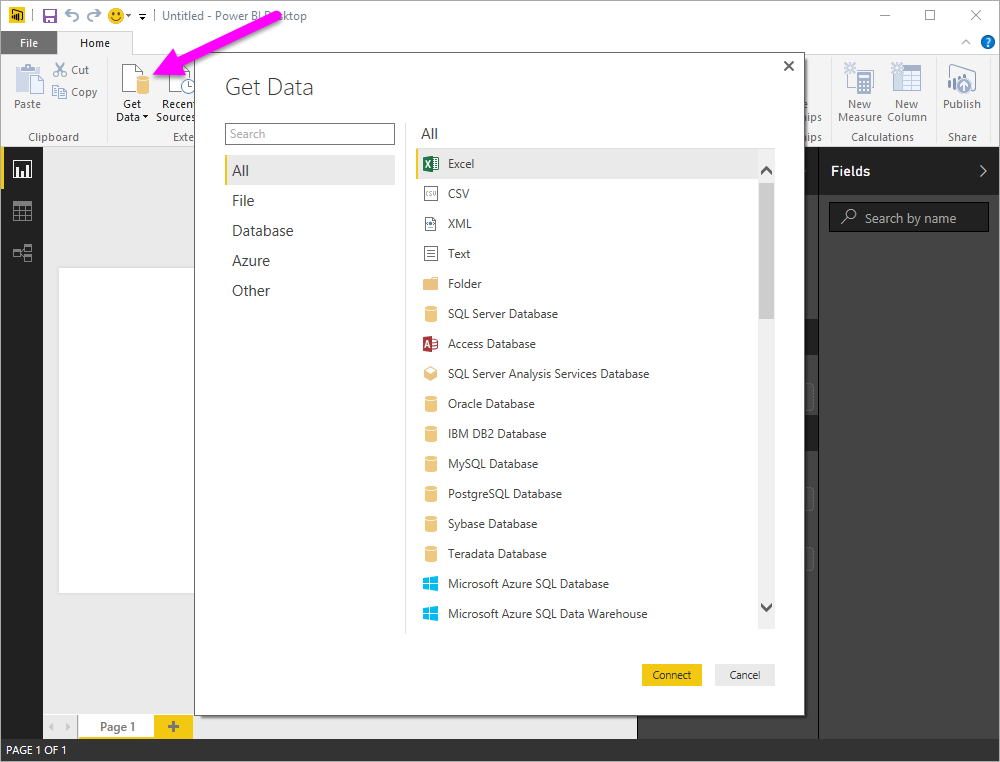 Untitled - Power BI Desktop
File
Home
Paste
Cut
Copy
Clipboard
Get
Data
Recent
Sources
Exte
ips
ips
New
Measure
New
Column
Calculations
Publish
Share
Get Data
Search
All
File
Database
Azure
Other
All
Excel
CSV
CSV
XML
Text
Folder
SQL Server Database
Access Database
SQL Server Analysis Services Database
Oracle Database
IBM DB2 Database
MySQL Database
PostgreSQL Database
Sybase Database
Teradata Database
Microsoft Azure SQL Database
Microsoft Azure SQL Data Warehouse
Connect
Cancel
Fields
Search by name
Page 1
PAGE 1 OF 1